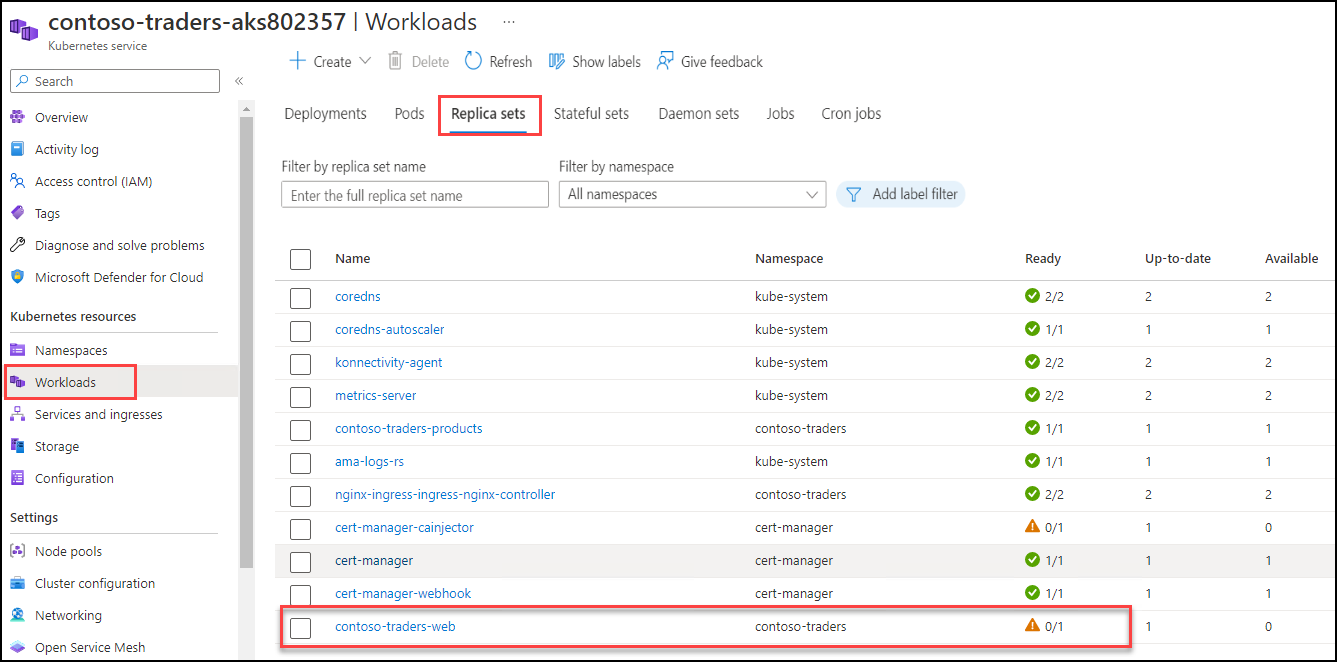 contoso-traders-aks802357 | Workloads ...
Kubernetes service
Search «
Overview
Activity log
Access control (IAM)
Tags
Diagnose and solve problems
Microsoft Defender for Cloud
Kubernetes resources
Namespaces
Workloads
Services and ingresses
Storage
Configuration
Settings
Node pools
Cluster configuration
Networking
Open Service Mesh
Create Delete Refresh Show labels Give feedback
Deployments Pods Replica sets Stateful sets Daemon sets Jobs Cron jobs
Filter by replica set name Filter by namespace
Enter the full replica set name All namespaces Add label filter
Name Namespace Ready Up-to-date Available
coredns kube-system 2/2 2 2
coredns-autoscaler kube-system 1/1 1 1
konnectivity-agent kube-system 2/2 2 2
metrics-server kube-system 2/2 2 2
contoso-traders-products contoso-traders 1/1 1 1
ama-logs-rs kube-system 1/1 1 1
nginx-ingress-ingress-nginx-controller contoso-traders 2/2 2 2
cert-manager-cainjector cert-manager 0/1 1 0
cert-manager cert-manager 1/1 1 1
cert-manager-webhook cert-manager 1/1 1 1
contoso-traders-web contoso-traders 0/1 1 0